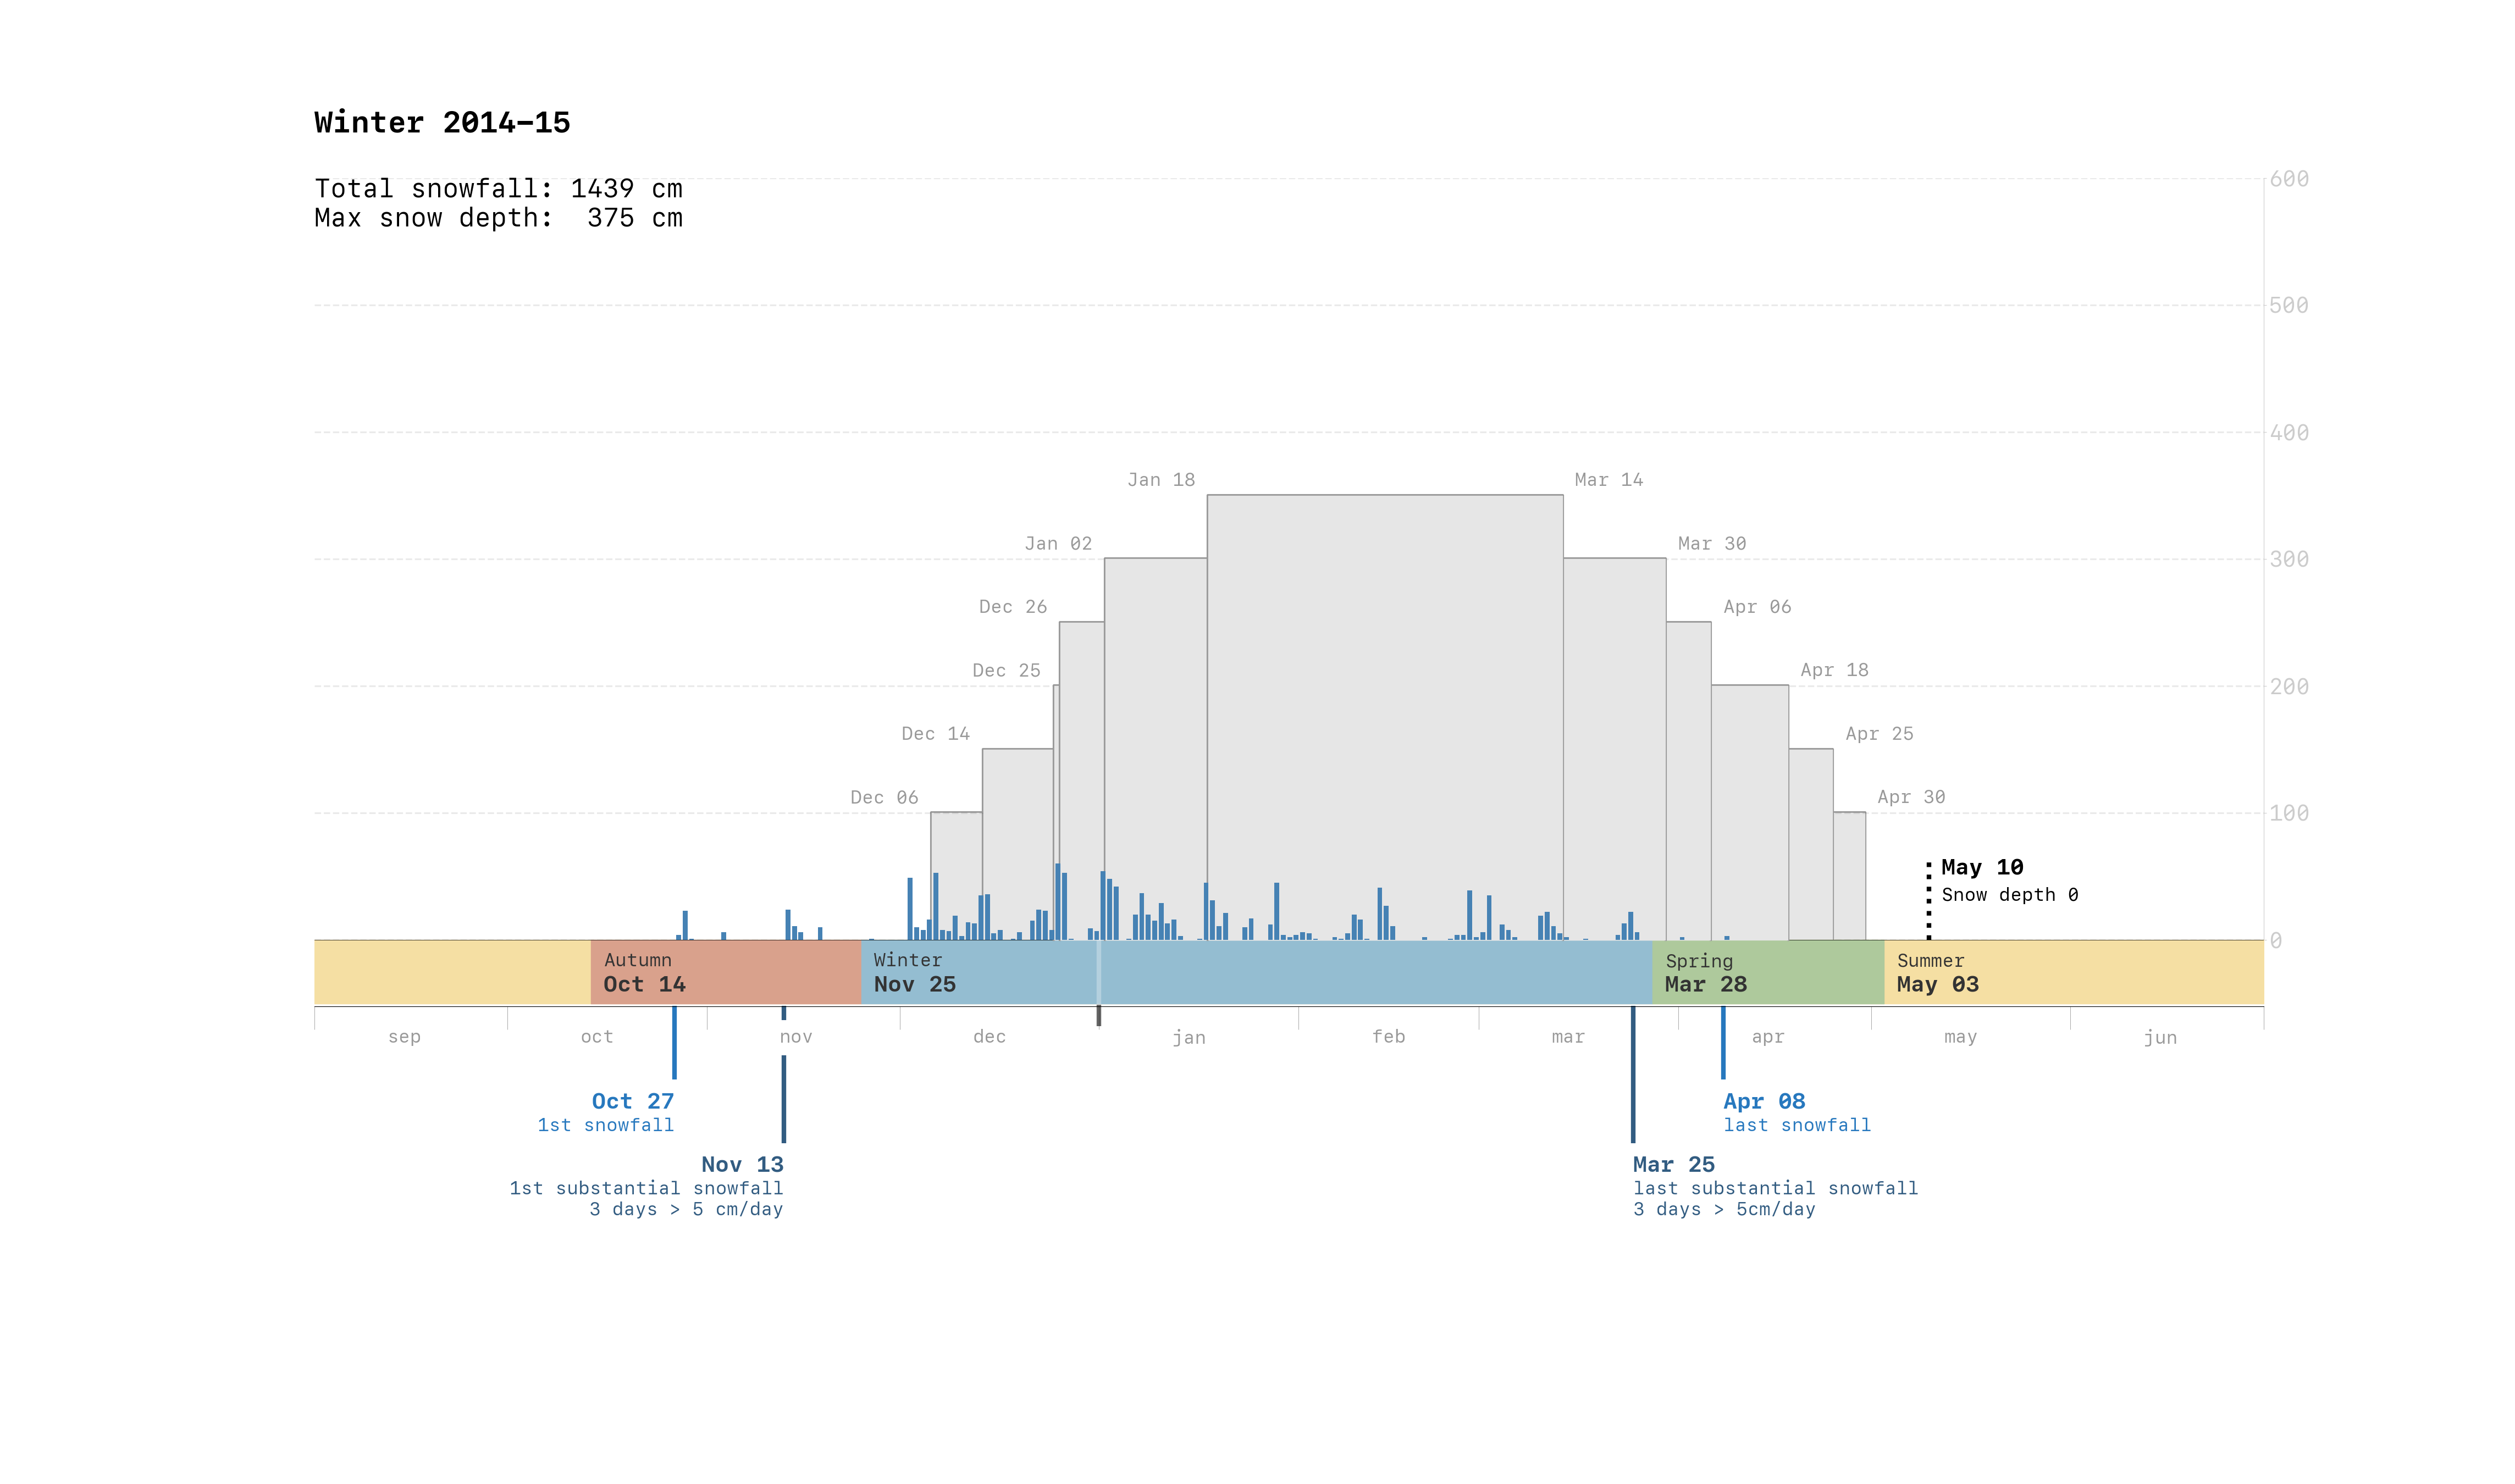 Winter 2014–15
Total snowfall: 1439 cm
Max snow depth: 375 cm
600
500
400
Jan 18
Mar 14
Jan 02
Mar 30
300
Dec 26
Apr 06
Dec 25
Apr 18
200
Dec 14
Apr 25
Dec 06
Apr 30
100
May 10
Snow depth 0
0
Autumn
Oct 14
Winter
Nov 25
Spring
Mar 28
Summer
May 03
sep oct nov dec jan feb mar apr may jun
Oct 27
1st snowfall
Apr 08
last snowfall
Nov 13
1st substantial snowfall
3 days > 5 cm/day
Mar 25
last substantial snowfall
3 days > 5cm/day